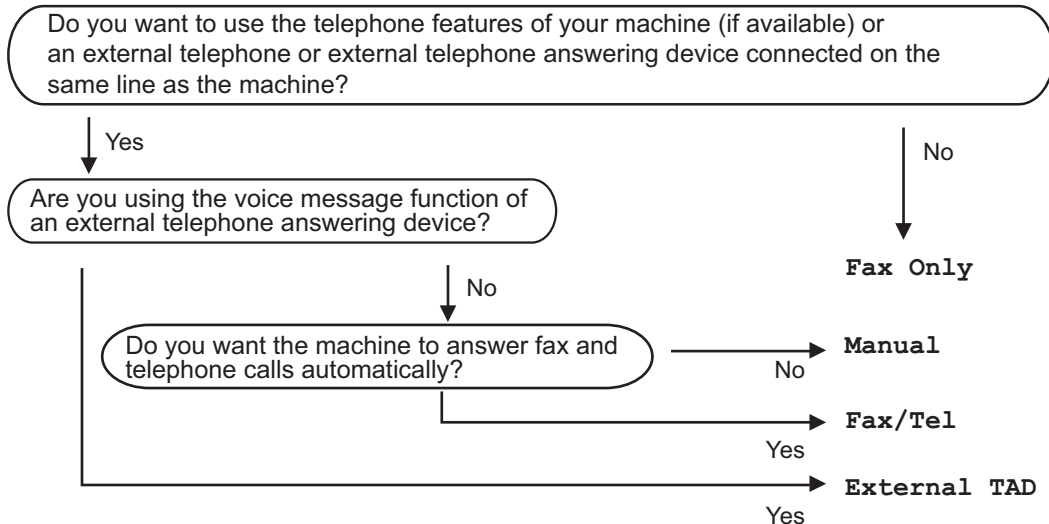 Do you want to use the telephone features of your machine (if available) or
an external telephone or external telephone answering device connected on the
same line as the machine?
Yes
No
Are you using the voice message function of
an external telephone answering device?
Fax Only
No
Do you want the machine to answer fax and
telephone calls automatically?
No
Manual
Yes
Fax/Tel
Yes
External TAD